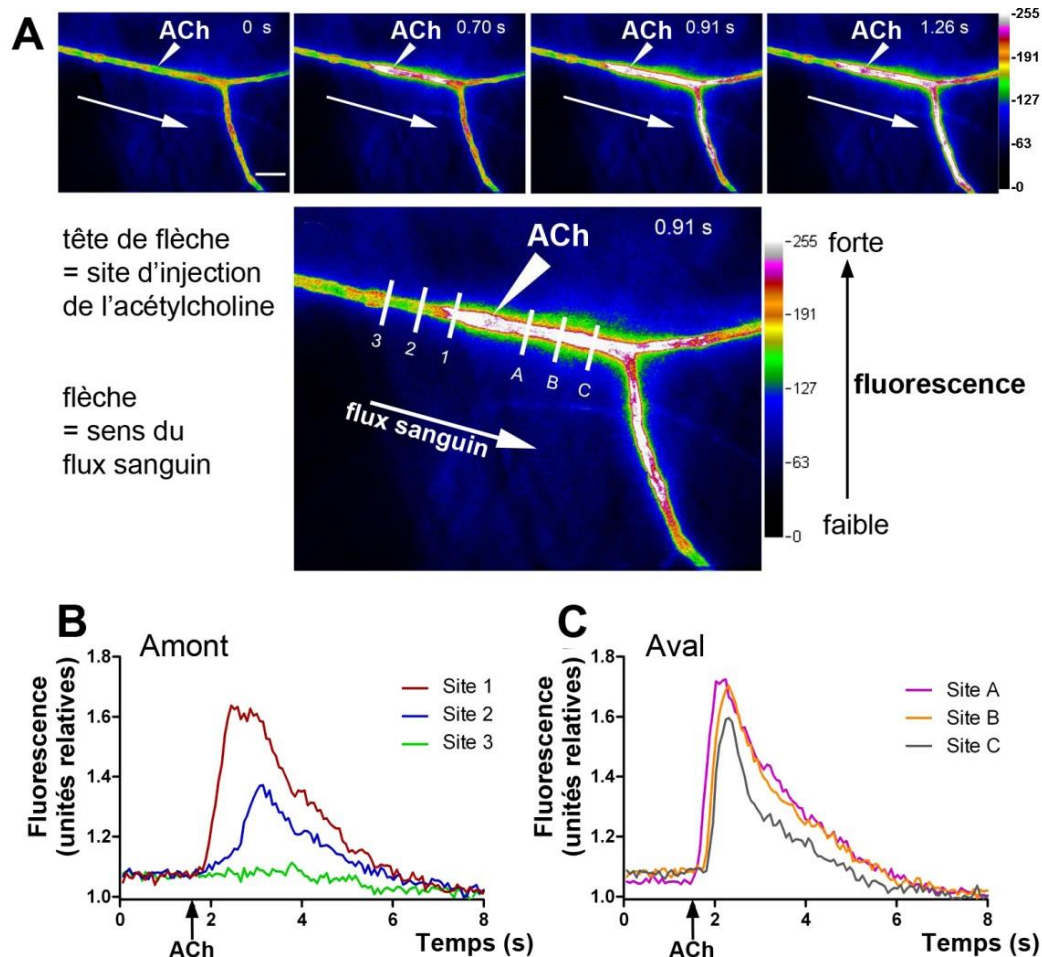 A
ACh
0 s
ACh
0.70 s
ACh
0.91 s
ACh
1.26 s
-255
-191
-127
-63
-0
tête de flèche
= site d'injection
de l'acétylcholine
flèche
= sens du
flux sanguin
ACh
0.91 s
3
2
1
A
B
C
flux sanguin
255
191
127
63
0
forte
fluorescence
faible
B
Amont
Fluorescence
(unités relatives)
1.8
1.6
1.4
1.2
1.0
Site 1
Site 2
Site 3
0
2
4
6
8
ACh
Temps (s)
C
Aval
Fluorescence
(unités relatives)
1.8
1.6
1.4
1.2
1.0
Site A
Site B
Site C
0
2
4
6
8
ACh
Temps (s)